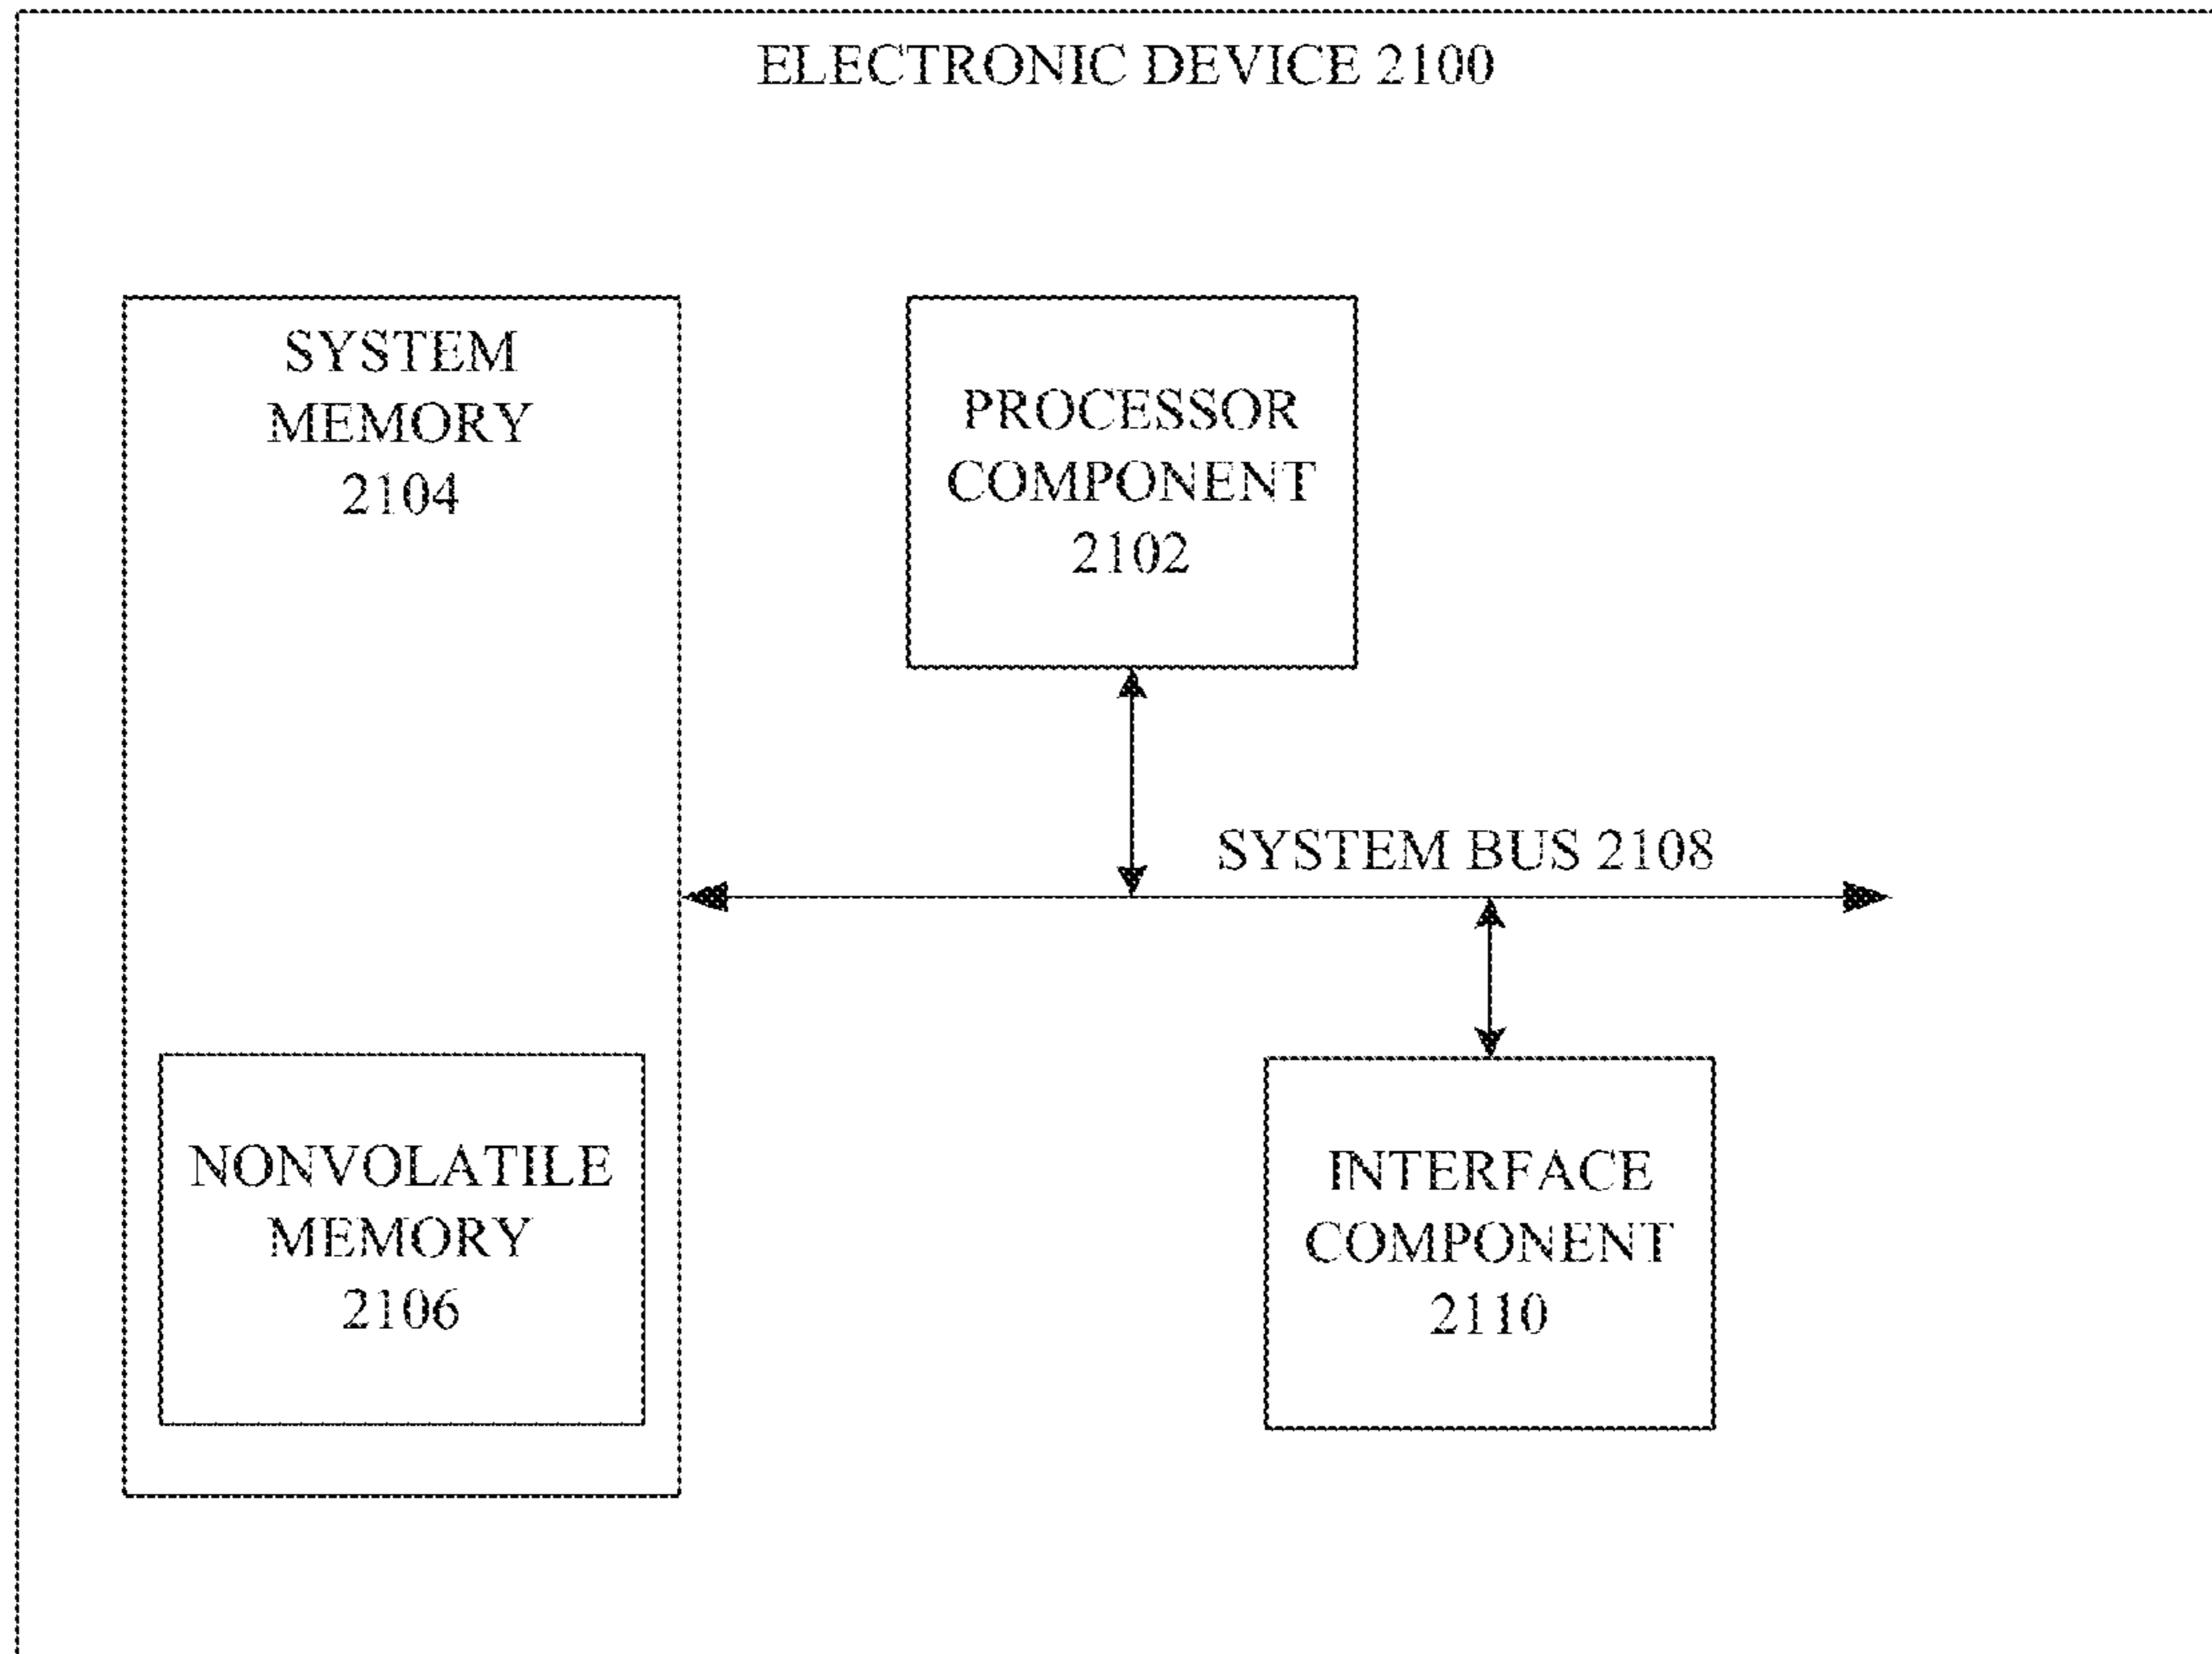 ELECTRONIC DEVICE 2100
SYSTEM
MEMORY
2104
PROCESSOR
COMPONENT
2102
SYSTEM BUS 2108
NONVOLATILE
MEMORY
2106
INTERFACE
COMPONENT
2110